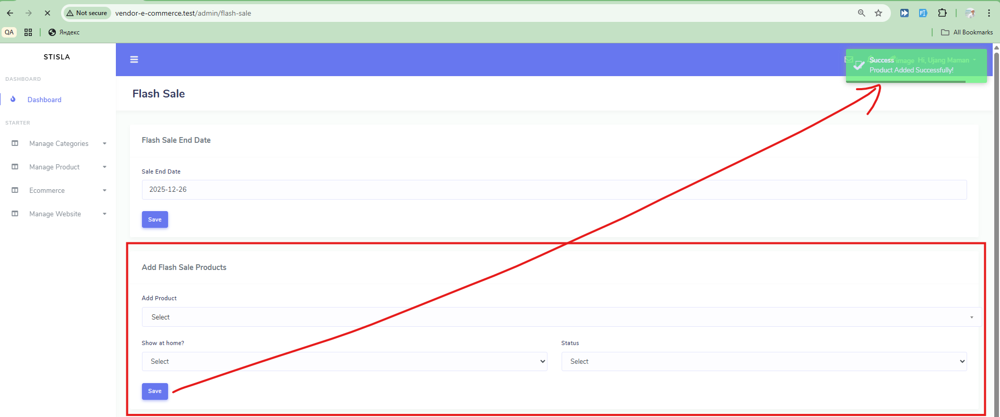 Not secure vendor-e-commerce.test/admin/flash-sale
QA
Яндекс
All Bookmarks
STISLA
DASHBOARD
Dashboard
STARTER
Manage Categories
Manage Product
Ecommerce
Manage Website
image Hi, Ujang Maman
Success
Product Added Successfully!
Flash Sale
Flash Sale End Date
Sale End Date
2025-12-26
Save
Add Flash Sale Products
Add Product
Select
Show at home? Status
Select Select
Save